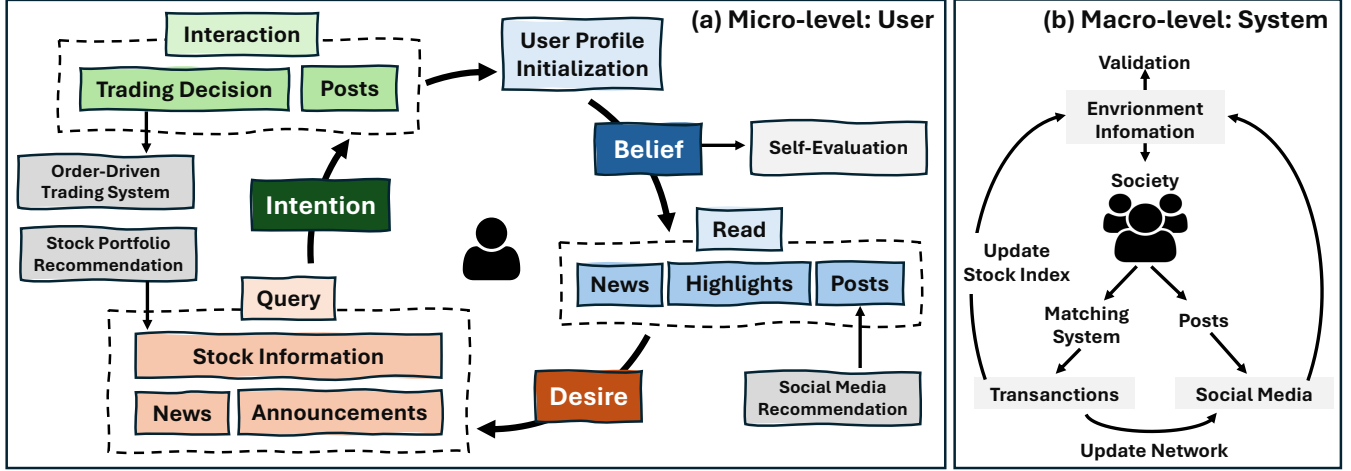 (a) Micro-level: User
Interaction
Trading Decision
Posts
User Profile
Initialization
Belief
Self-Evaluation
Order-Driven
Trading System
Intention
Stock Portfolio
Recommendation
Read
News
Highlights
Posts
Query
Stock Information
News
Announcements
Desire
Social Media
Recommendation
(b) Macro-level: System
Validation
Envrionment
Infomation
Society
Update
Stock Index
Matching
System
Posts
Transanctions
Social Media
Update Network